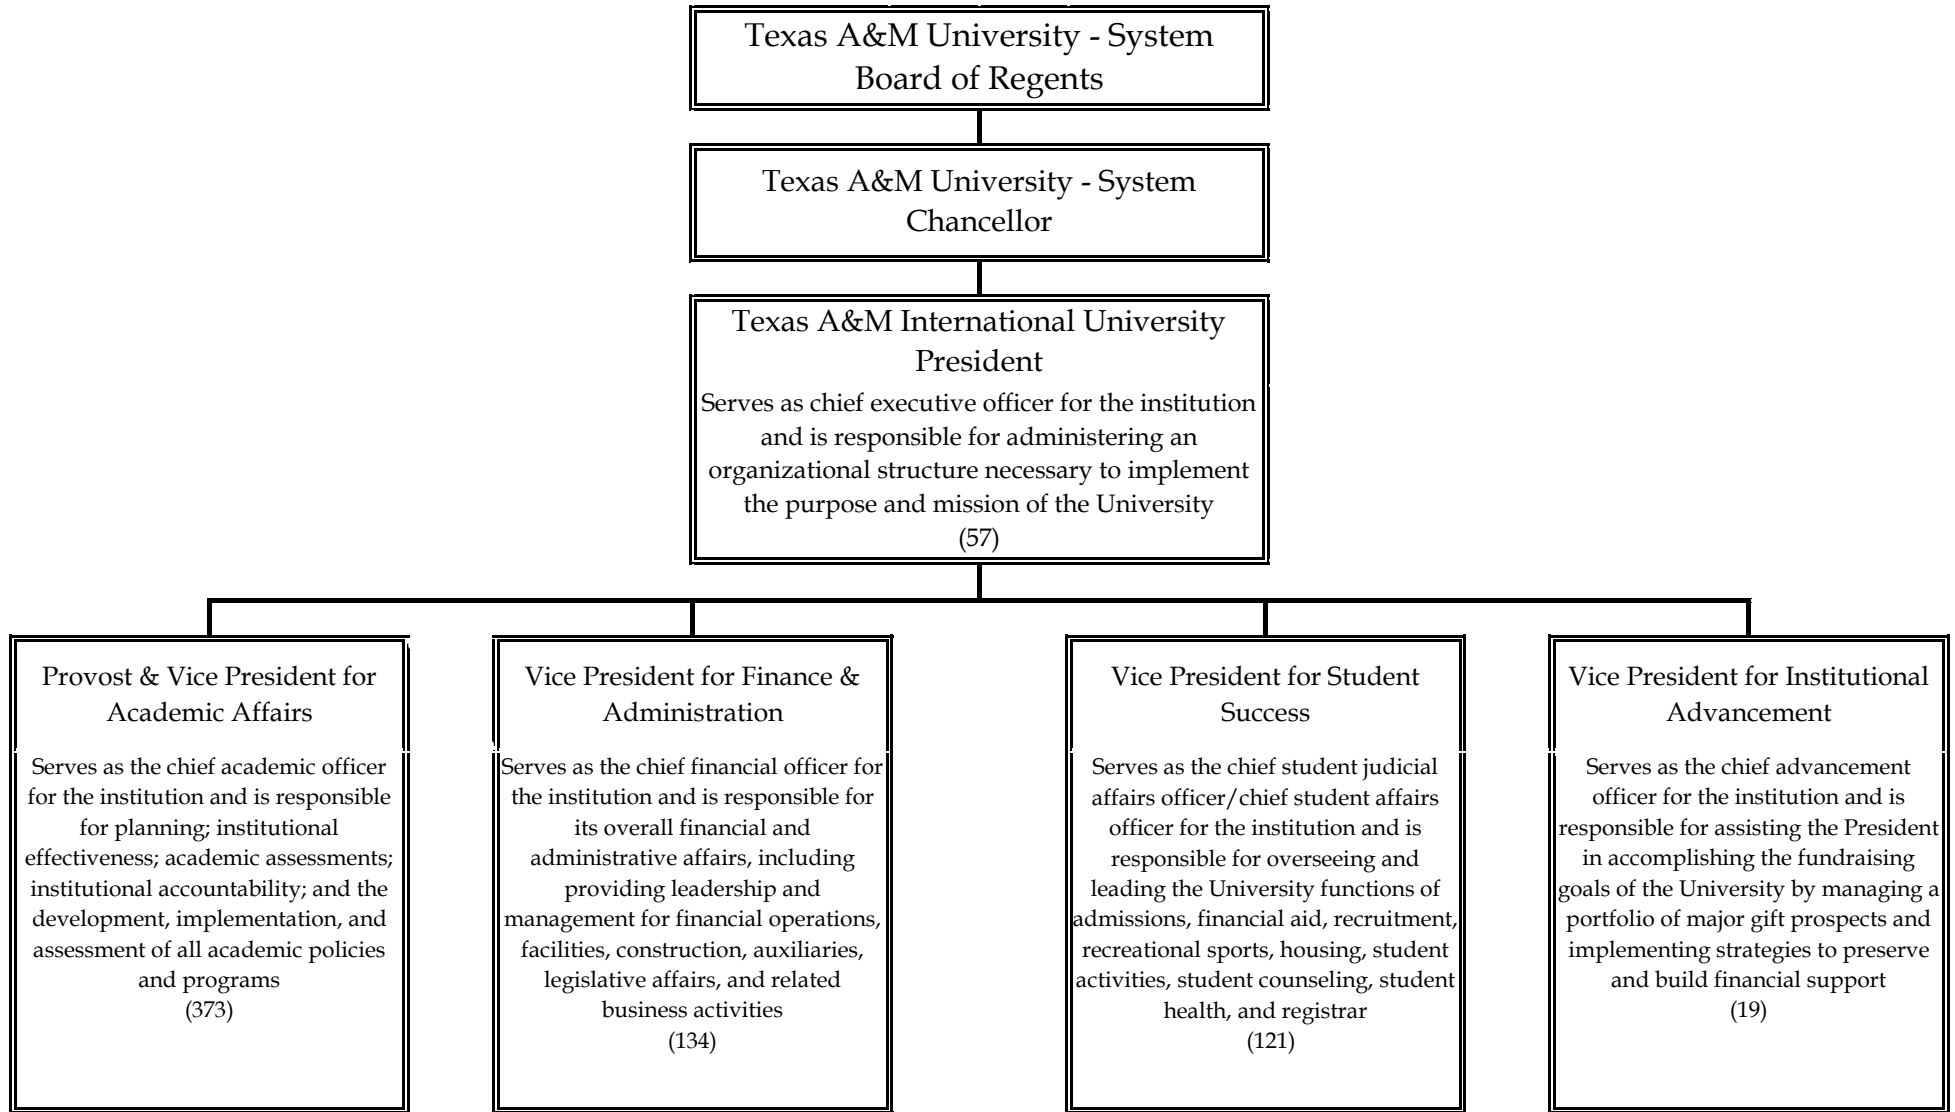 Texas A&M University - System
Board of Regents
Texas A&M University - System
Chancellor
Texas A&M International University
President
Serves as chief executive officer for the institution
and is responsible for administering an
organizational structure necessary to implement
the purpose and mission of the University
(57)
Provost & Vice President for
Academic Affairs
Serves as the chief academic officer
for the institution and is responsible
for planning; institutional
effectiveness; academic assessments;
institutional accountability; and the
development, implementation, and
assessment of all academic policies
and programs
(373)
Vice President for Finance &
Administration
Serves as the chief financial officer for
the institution and is responsible for
its overall financial and
administrative affairs, including
providing leadership and
management for financial operations,
facilities, construction, auxiliaries,
legislative affairs, and related
business activities
(134)
Vice President for Student
Success
Serves as the chief student judicial
affairs officer/chief student affairs
officer for the institution and is
responsible for overseeing and
leading the University functions of
admissions, financial aid, recruitment,
recreational sports, housing, student
activities, student counseling, student
health, and registrar
(121)
Vice President for Institutional
Advancement
Serves as the chief advancement
officer for the institution and is
responsible for assisting the President
in accomplishing the fundraising
goals of the University by managing a
portfolio of major gift prospects and
implementing strategies to preserve
and build financial support
(19)